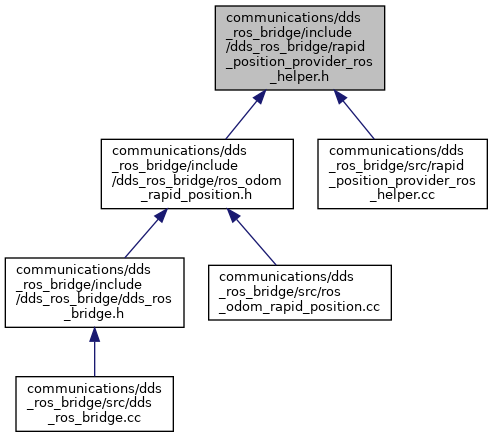 communications/dds
_ros_bridge/include
/dds_ros_bridge/rapid
_position_provider_ros
_helper.h
communications/dds
_ros_bridge/include
/dds_ros_bridge/ros_odom
_rapid_position.h
communications/dds
_ros_bridge/src/rapid
_position_provider_ros
_helper.cc
communications/dds
_ros_bridge/include
/dds_ros_bridge/dds_ros
_bridge.h
communications/dds
_ros_bridge/src/ros
_odom_rapid_position.cc
communications/dds
_ros_bridge/src/dds
_ros_bridge.cc